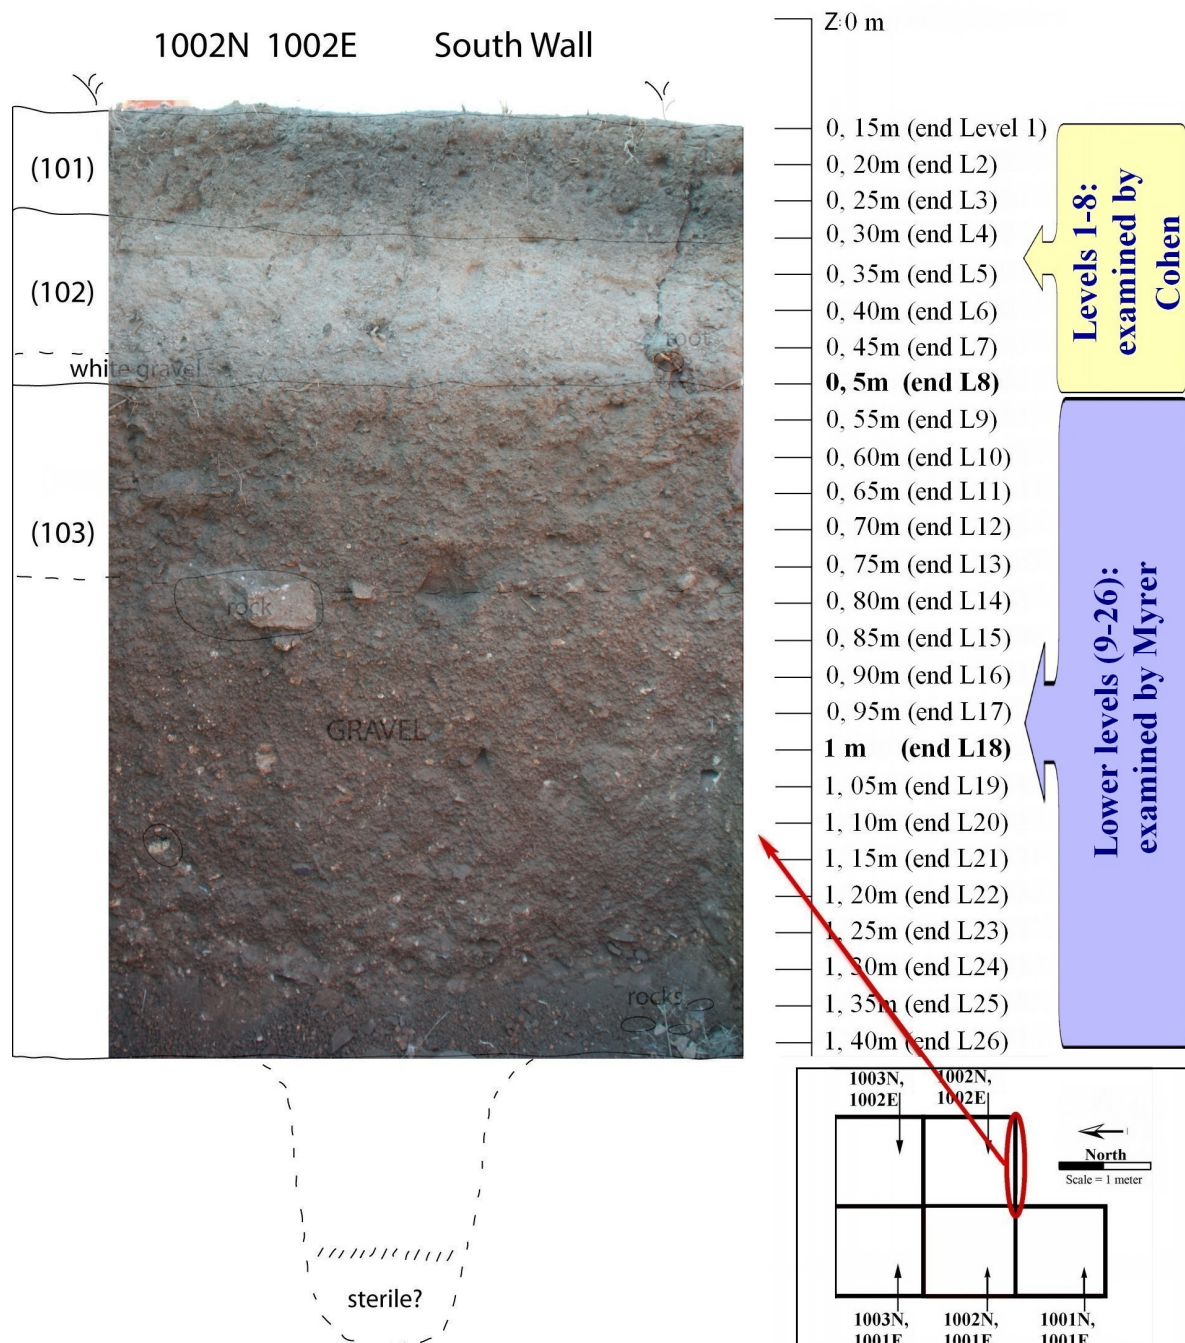 1002N 1002E South Wall
(101)
(102)
white gravel
root
(103)
rock
GRAVEL
rocks
sterile?
Z:0 m
0, 15m (end Level 1)
0, 20m (end L2)
0, 25m (end L3)
0, 30m (end L4)
0, 35m (end L5)
0, 40m (end L6)
0, 45m (end L7)
0, 5m (end L8)
0, 55m (end L9)
0, 60m (end L10)
0, 65m (end L11)
0, 70m (end L12)
0, 75m (end L13)
0, 80m (end L14)
0, 85m (end L15)
0, 90m (end L16)
0, 95m (end L17)
1 m (end L18)
1, 05m (end L19)
1, 10m (end L20)
1, 15m (end L21)
1, 20m (end L22)
1, 25m (end L23)
1, 30m (end L24)
1, 35m (end L25)
1, 40m (end L26)
Levels 1-8:
examined by
Cohen
Lower levels (9-26):
examined by Myrer
1003N,
1002E
1002N,
1002E
North
Scale = 1 meter
1003N,
1001E
1002N,
1001E
1001N,
1001E